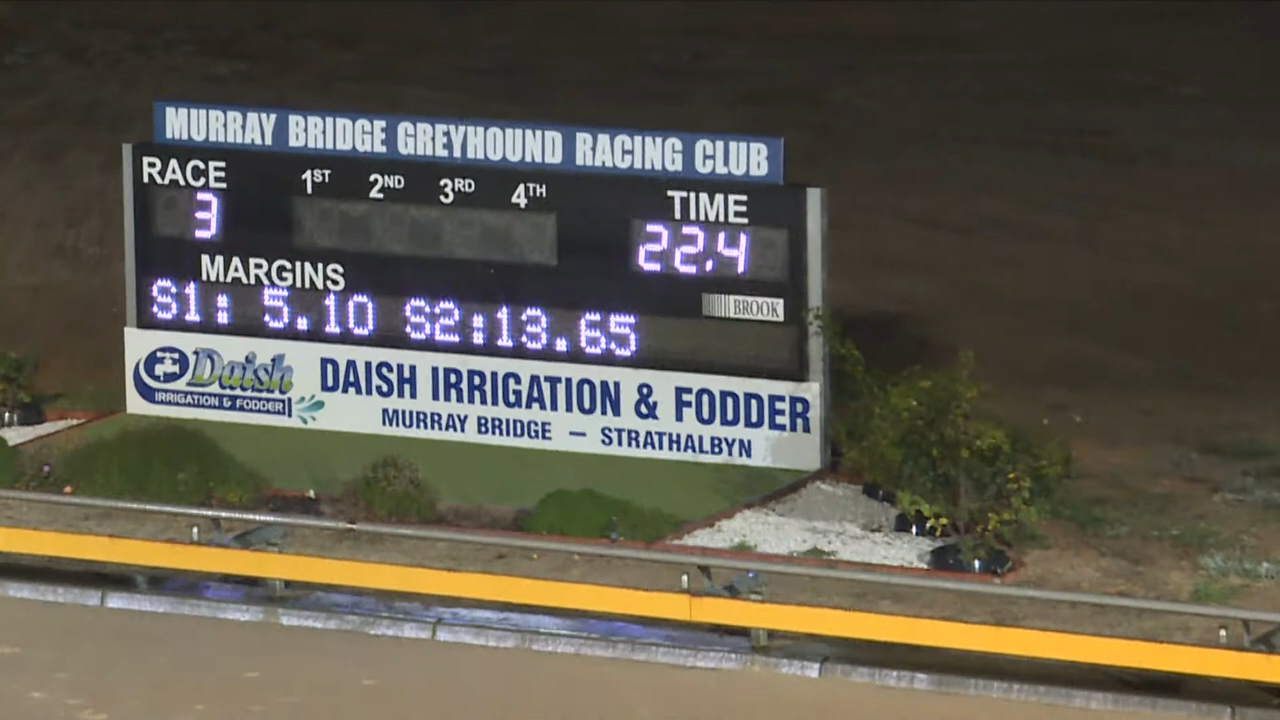 MURRAY BRIDGE GREYHOUND RACING CLUB
RACE 1ST 2ND 3RD 4TH TIME
3 22.4
MARGINS
BROOK
S1: 5.10 S2:13.65
Daish
IRRIGATION & FODDER
DAISH IRRIGATION & FODDER
MURRAY BRIDGE — STRATHALBYN